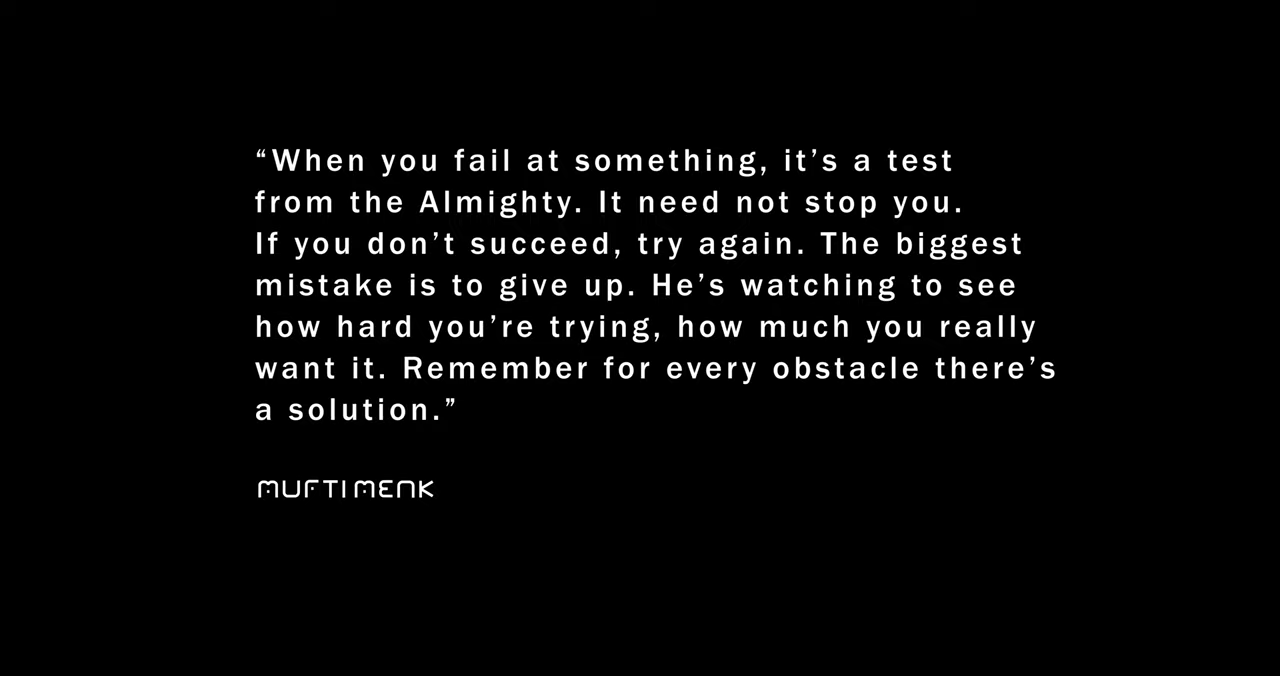 “When you fail at something, it’s a test
from the Almighty. It need not stop you.
If you don’t succeed, try again. The biggest
mistake is to give up. He’s watching to see
how hard you’re trying, how much you really
want it. Remember for every obstacle there’s
a solution.”
MUFTI MENK